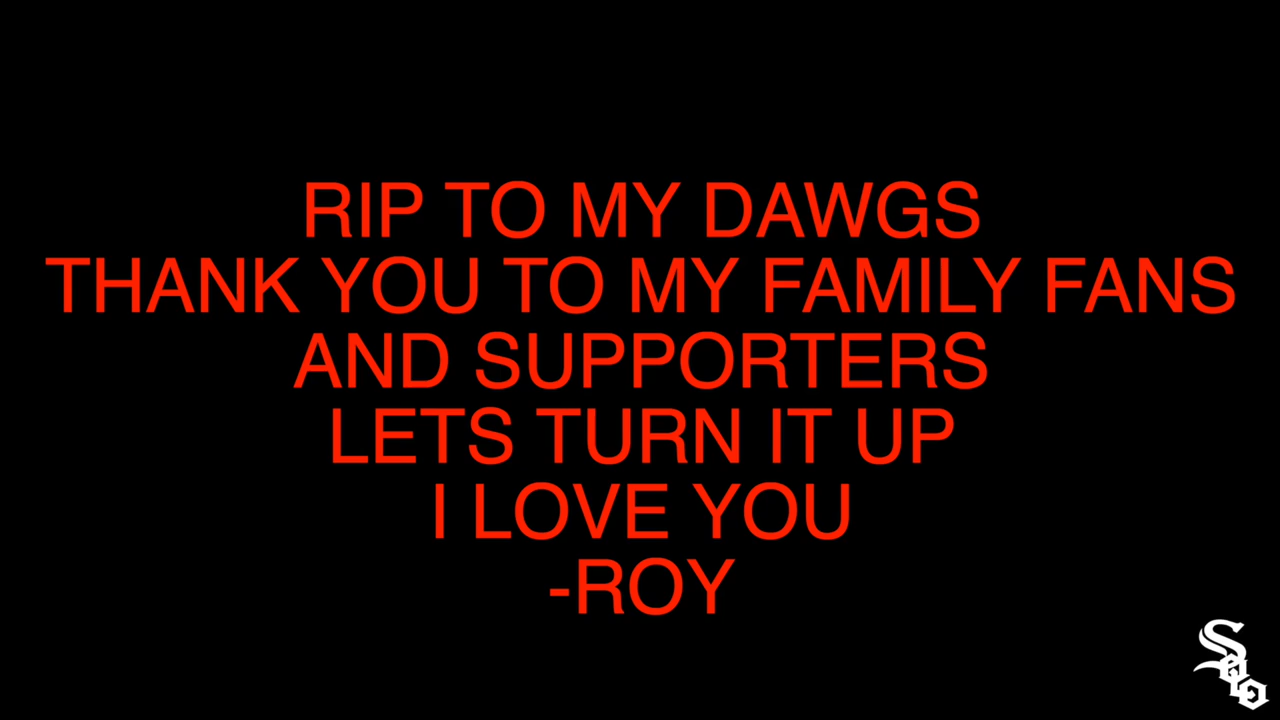 RIP TO MY DAWGS
THANK YOU TO MY FAMILY FANS
AND SUPPORTERS
LETS TURN IT UP
I LOVE YOU
-ROY